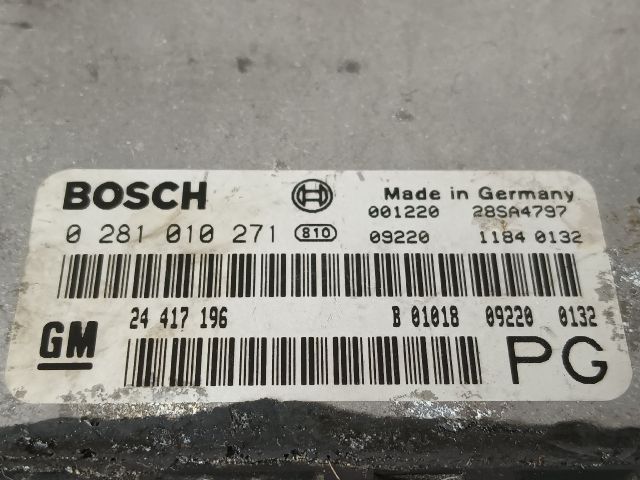 BOSCH Made in Germany
001220 28SA4797
0 281 010 271 810 09220 1184 0132
24 417 196 B 01018 09220 0132
GM PG